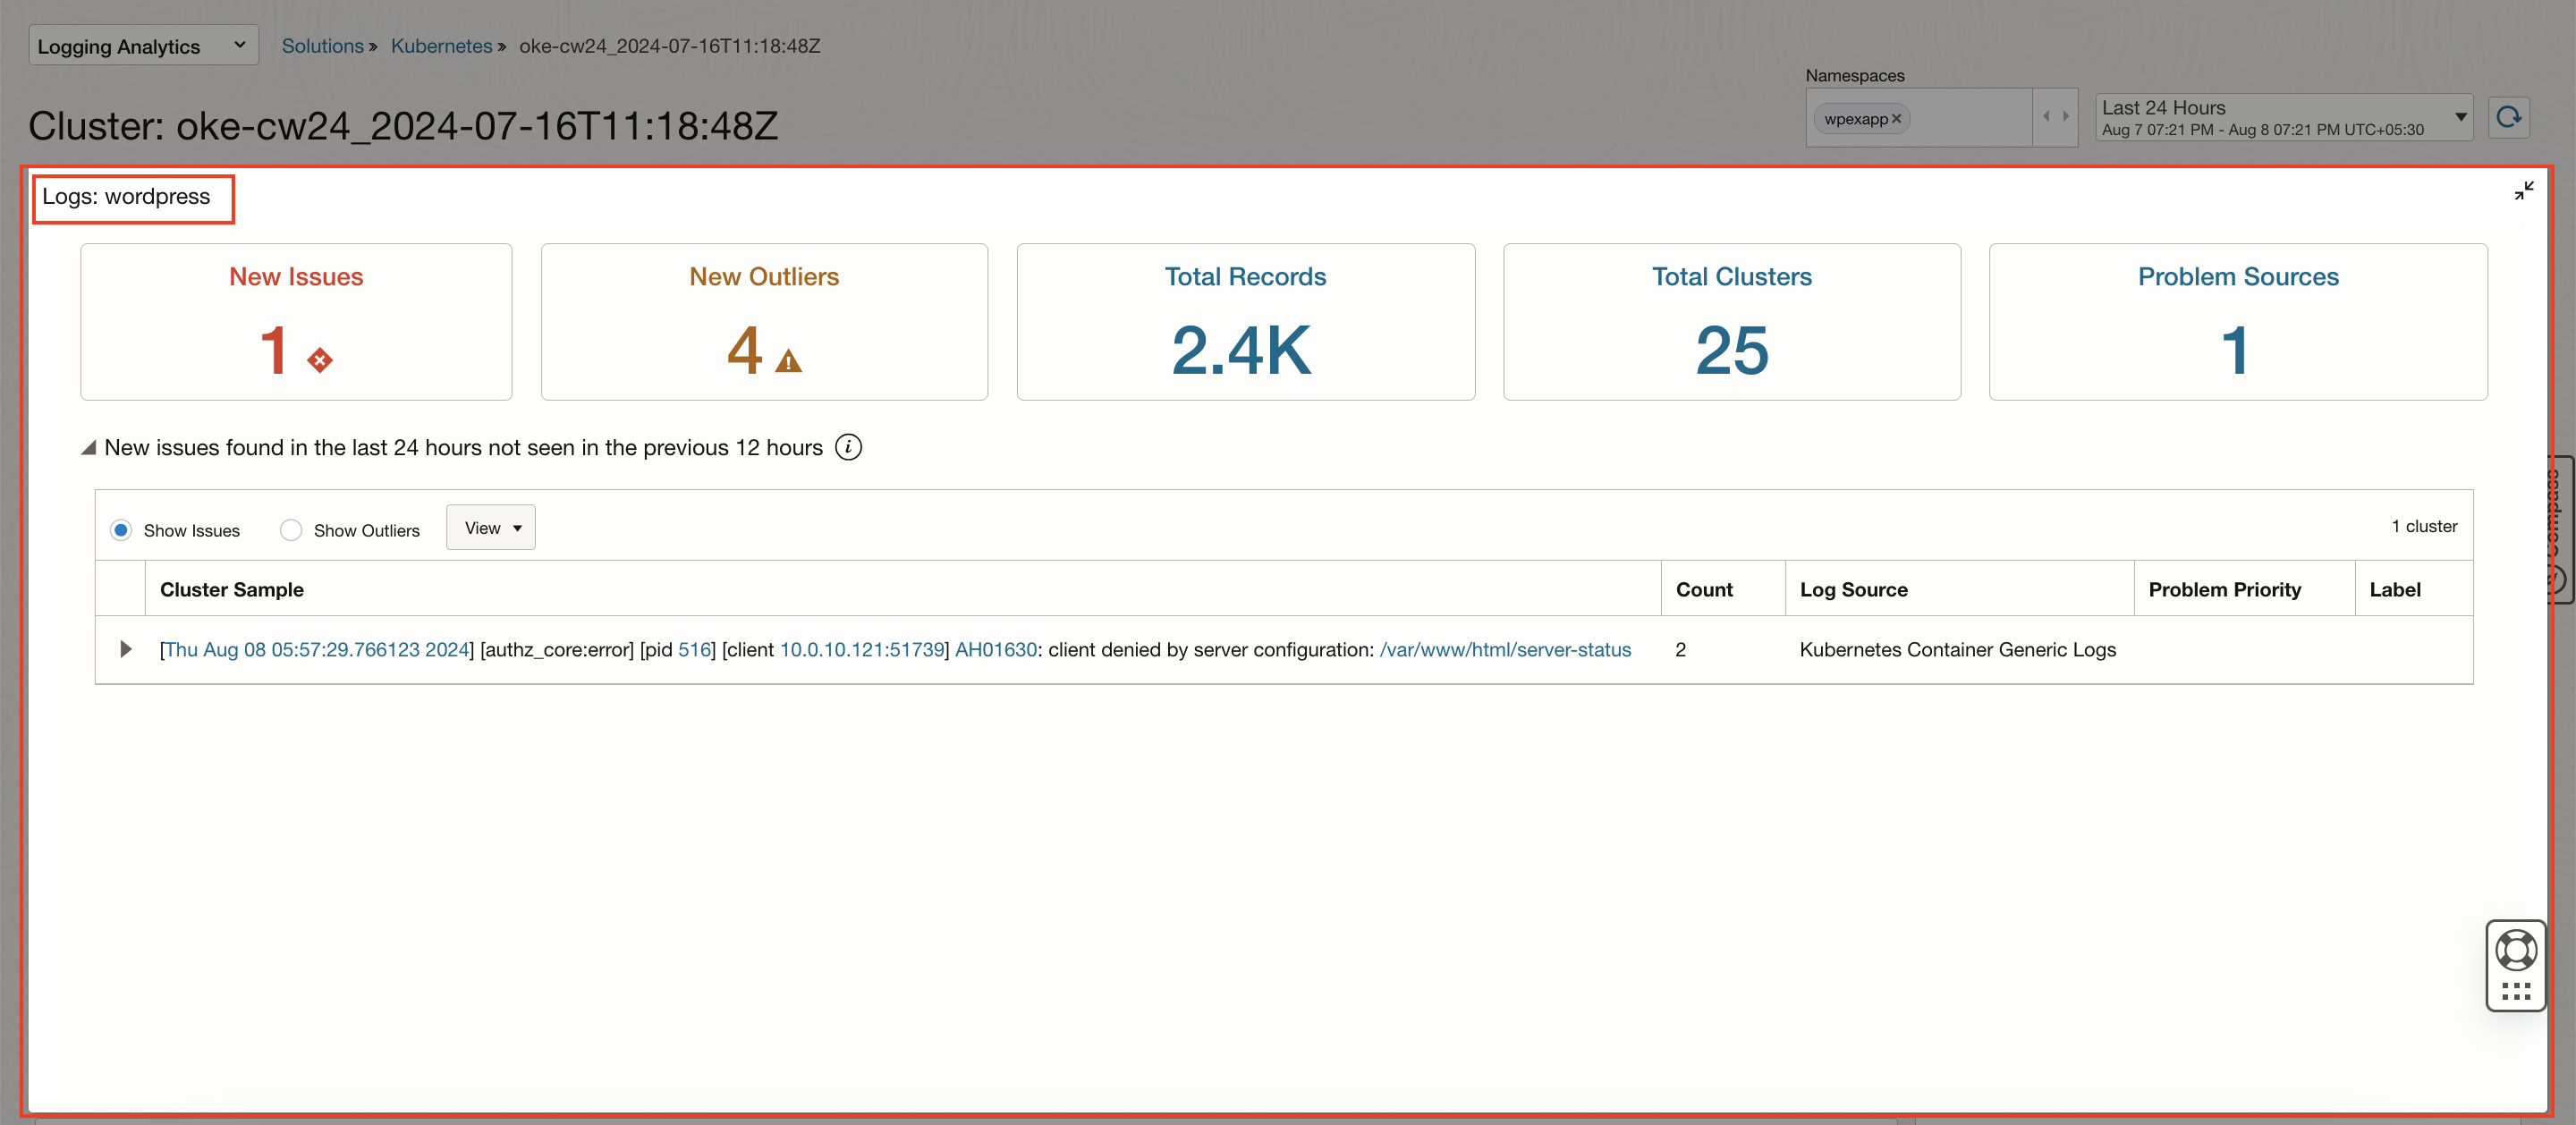 Logging Analytics
Solutions » Kubernetes » oke-cw24_2024-07-16T11:18:48Z
Namespaces
wpexapp ×
Last 24 Hours
Aug 7 07:21 PM - Aug 8 07:21 PM UTC+05:30
Cluster: oke-cw24_2024-07-16T11:18:48Z
Logs: wordpress
New Issues
1
New Outliers
4
Total Records
2.4K
Total Clusters
25
Problem Sources
1
New issues found in the last 24 hours not seen in the previous 12 hours
Show Issues Show Outliers View 1 cluster
Cluster Sample Count Log Source Problem Priority Label
[Thu Aug 08 05:57:29.766123 2024] [authz_core:error] [pid 516] [client 10.0.10.121:51739] AH01630: client denied by server configuration: /var/www/html/server-status 2 Kubernetes Container Generic Logs